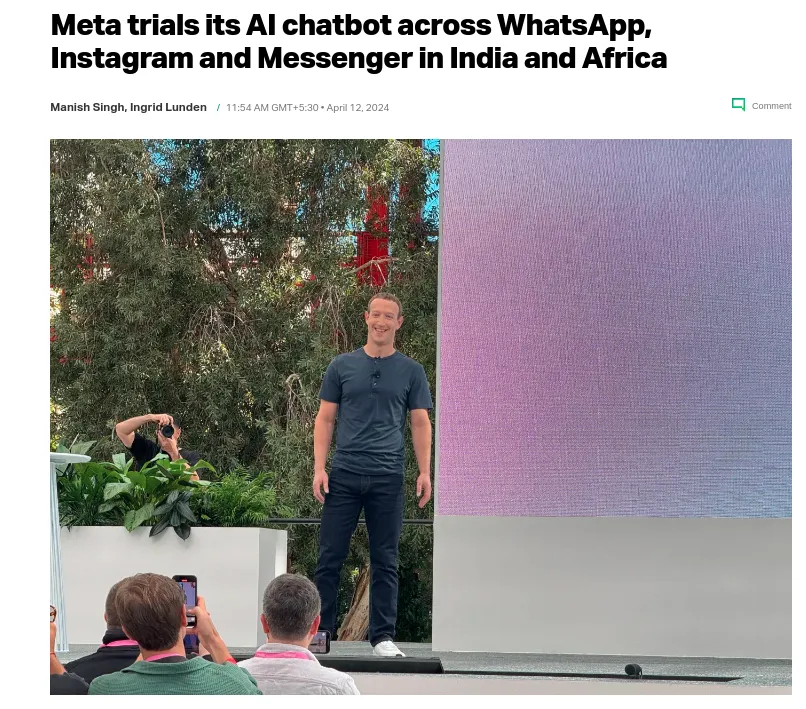 Meta trials its AI chatbot across WhatsApp,
Instagram and Messenger in India and Africa
Manish Singh, Ingrid Lunden / 11:54 AM GMT+5:30 • April 12, 2024
Comment